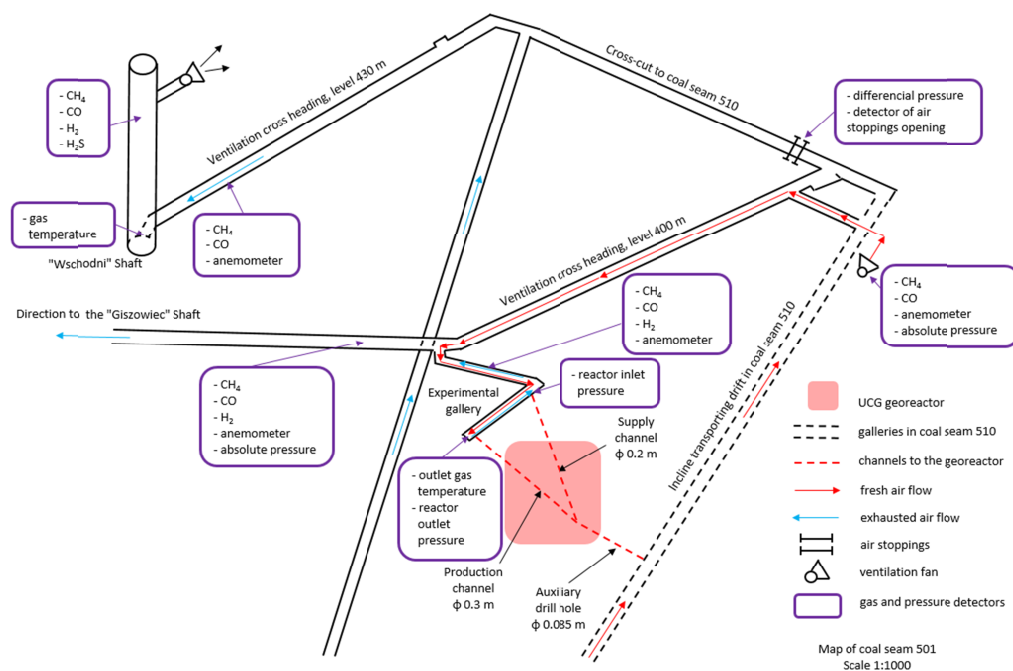 - CH₄
- CO
- H₂
- H₂S
- gas
temperature
"Wschodni" Shaft
Ventilation cross heading, level 430 m
- CH₄
- CO
- anemometer
Cross-cut to coal seam 510
- differencial pressure
- detector of air
stoppings opening
Ventilation cross heading, level 400 m
- CH₄
- CO
- anemometer
- absolute pressure
Direction to the "Giszowiec" Shaft
- CH₄
- CO
- H₂
- anemometer
- CH₄
- CO
- H₂
- anemometer
- absolute pressure
Experimental
gallery
- reactor inlet
pressure
Supply
channel
ϕ 0.2 m
- outlet gas
temperature
- reactor
outlet
pressure
Production
channel
ϕ 0.3 m
Auxiliary
drill hole
ϕ 0.085 m
Incline transporting drift in coal seam 510
UCG georeactor
galleries in coal seam 510
channels to the georeactor
fresh air flow
exhausted air flow
air stoppings
ventilation fan
gas and pressure detectors
Map of coal seam 501
Scale 1:1000